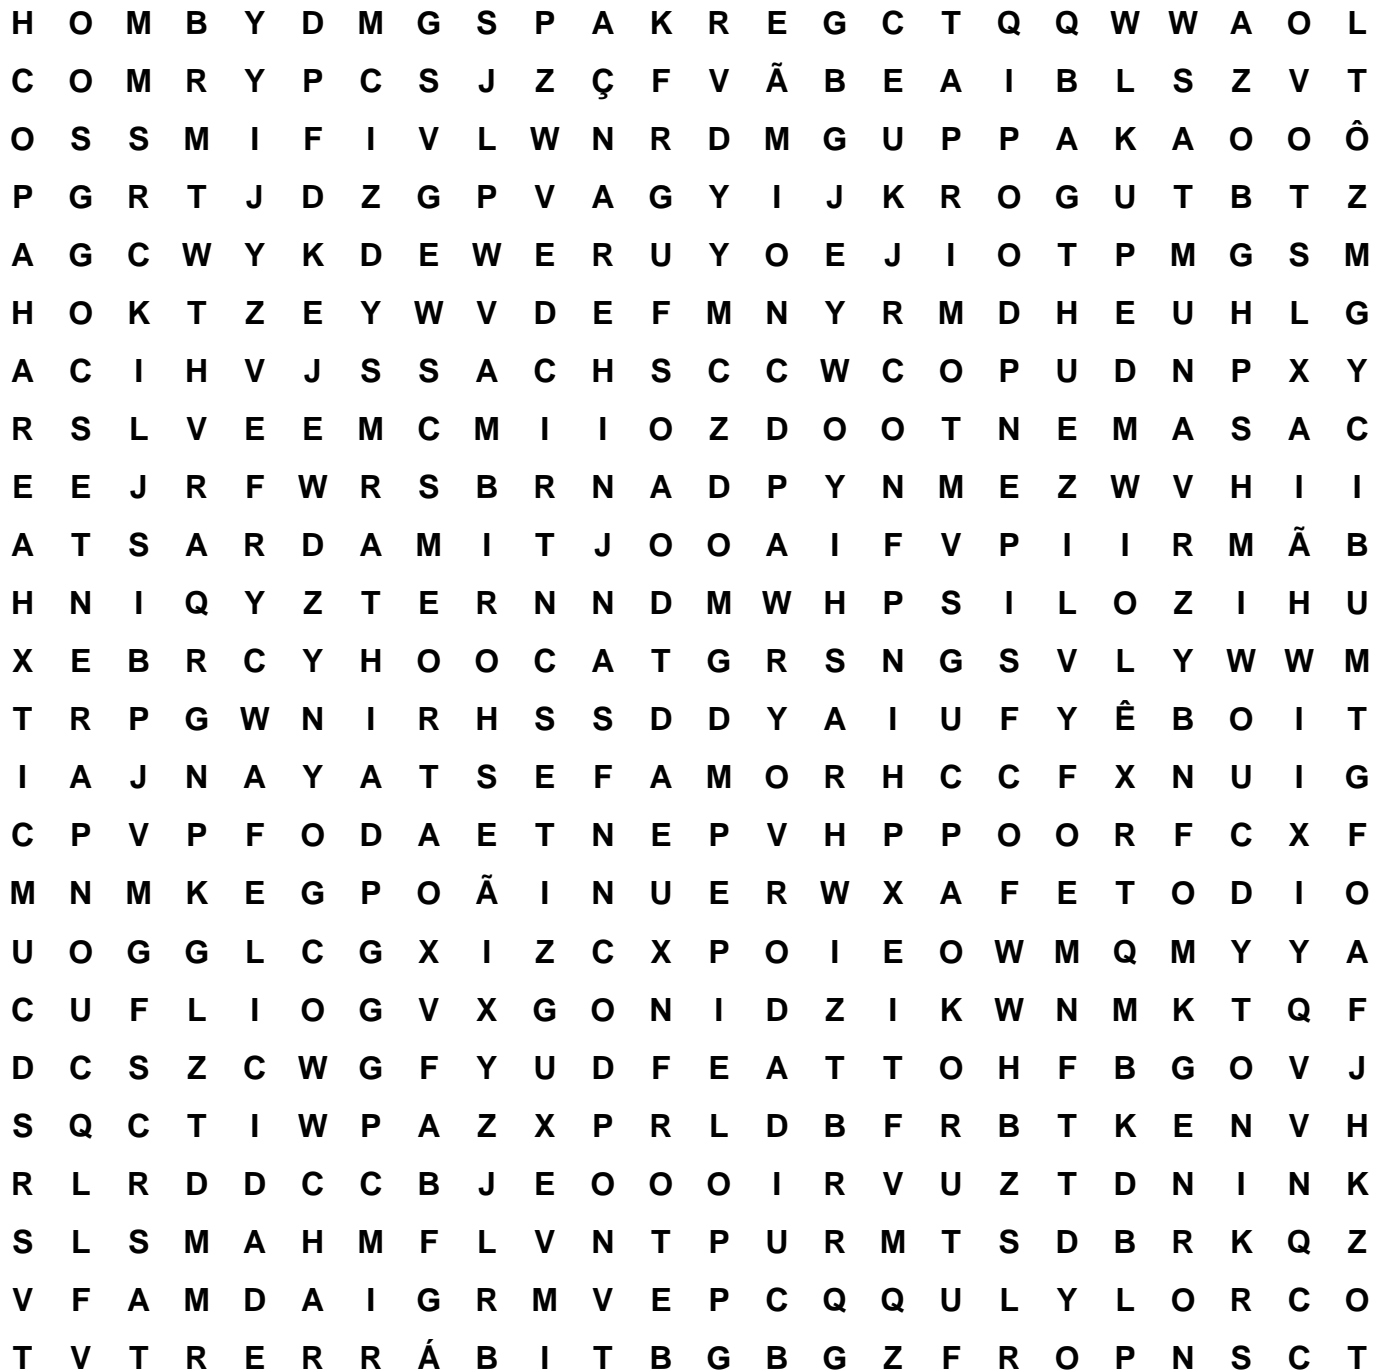 H O M B Y D M G S P A K R E G C T Q Q W W A O L
C O M R Y P C S J Z Ç F V Ã B E A I B L S Z V T
O S S M I F I V L W N R D M G U P P A K A O O Ô
P G R T J D Z G P V A G Y I J K R O G U T B T Z
A G C W Y K D E W E R U Y O E J I O T P M G S M
H O K T Z E Y W V D E F M N Y R M D H E U H L G
A C I H V J S S A C H S C C W C O P U D N P X Y
R S L V E E M C M I I O Z D O O T N E M A S A C
E E J R F W R S B R N A D P Y N M E Z W V H I I
A T S A R D A M I T J O O A I F V P I I R M Ã B
H N I Q Y Z T E R N N D M W H P S I L O Z I H U
X E B R C Y H O O C A T G R S N G S V L Y W W M
T R P G W N I R H S S D D Y A I U F Y Ê B O I T
I A J N A Y A T S E F A M O R H C C F X N U I G
C P V P F O D A E T N E P V H P P O O R F C X F
M N M K E G P O Ã I N U E R W X A F E T O D I O
U O G G L C G X I Z C X P O I E O W M Q M Y Y A
C U F L I O G V X G O N I D Z I K W N M K T Q F
D C S Z C W G F Y U D F E A T T O H F B G O V J
S Q C T I W P A Z X P R L D B F R B T K E N V H
R L R D D C C B J E O O O I R V U Z T D N I N K
S L S M A H M F L V N T P U R M T S D B R K Q Z
V F A M D A I G R M V E P C Q Q U L Y L O R C O
T V T R E R R Á B I T B G B G Z F R O P N S C T